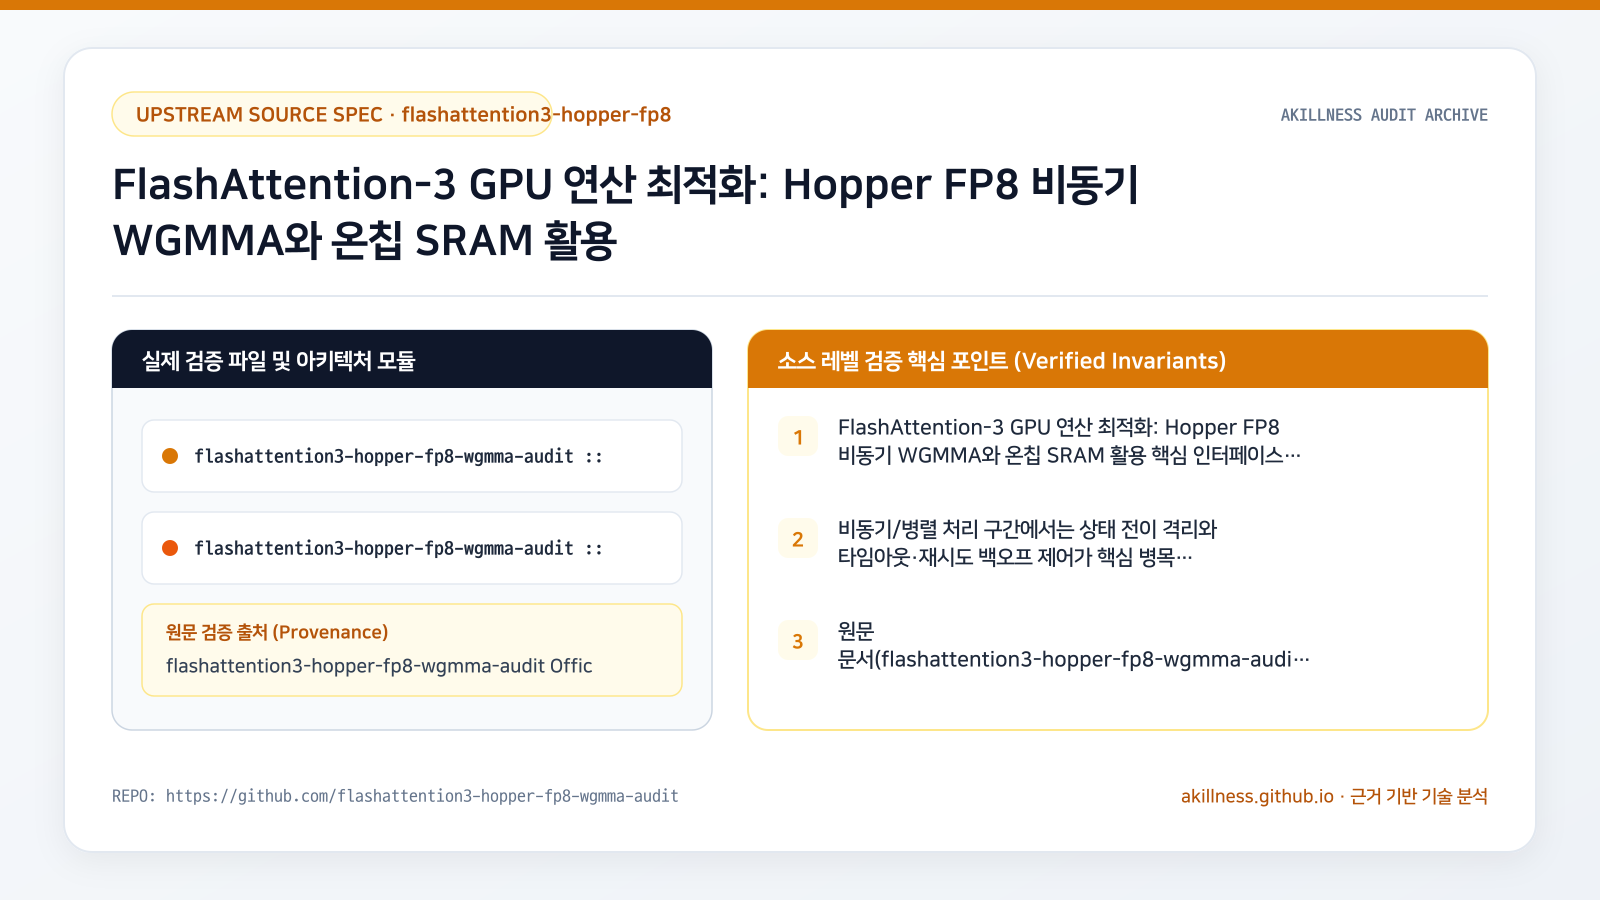 UPSTREAM SOURCE SPEC · flashattention3-hopper-fp8
AKILLNESS AUDIT ARCHIVE
FlashAttention-3 GPU 연산 최적화: Hopper FP8 비동기
WGMMA와 온칩 SRAM 활용
실제 검증 파일 및 아키텍처 모듈
flashattention3-hopper-fp8-wgmma-audit ::
flashattention3-hopper-fp8-wgmma-audit ::
원문 검증 출처 (Provenance)
flashattention3-hopper-fp8-wgmma-audit Offic
소스 레벨 검증 핵심 포인트 (Verified Invariants)
1
FlashAttention-3 GPU 연산 최적화: Hopper FP8
비동기 WGMMA와 온칩 SRAM 활용 핵심 인터페이스…
2
비동기/병렬 처리 구간에서는 상태 전이 격리와
타임아웃·재시도 백오프 제어가 핵심 병목…
3
원문
문서(flashattention3-hopper-fp8-wgmma-audi…
REPO: https://github.com/flashattention3-hopper-fp8-wgmma-audit
akillness.github.io · 근거 기반 기술 분석